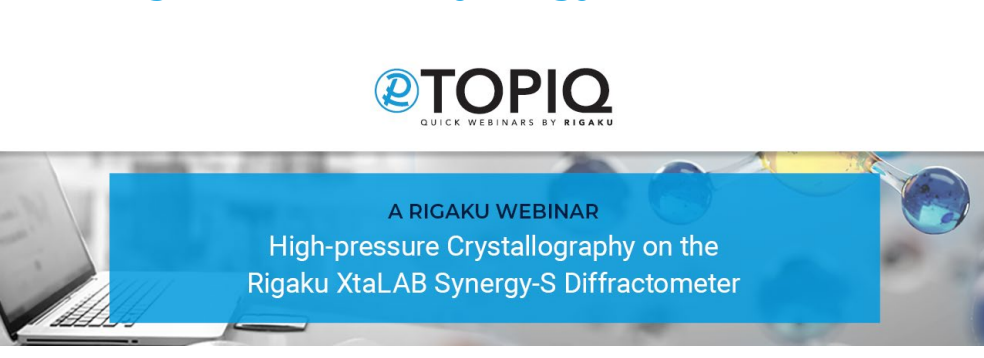 TOPIQ
QUICK WEBINARS BY RIGAKU
A RIGAKU WEBINAR
High-pressure Crystallography on the
Rigaku XtaLAB Synergy-S Diffractometer